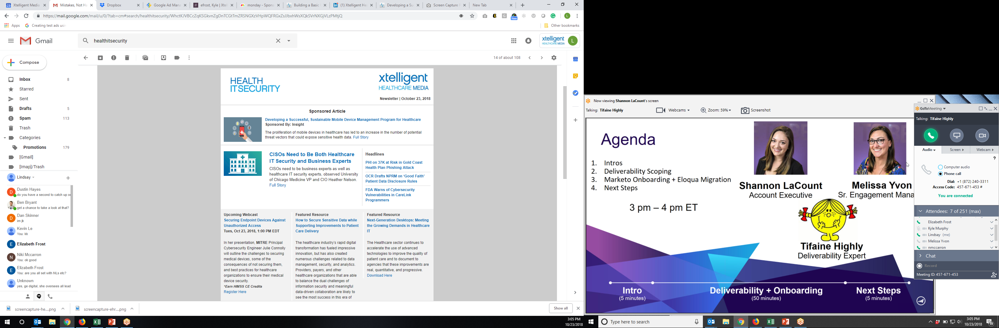 Xtelligent Media
Mistakes, Not Ha
Dropbox
Google Ad Mana
efrost, Kyle | Xtel
monday - Spons
Building a Basic
(1) Xtelligent He
Developing a Su
Screen Capture
New Tab
https://mail.google.com/mail/u/0/?tab=cm#search/healthitsecurity/WhctKJVBCcZqKSGkvnZgDnTCGtTmZRSNGXzVHpWQFRGxZsJJbxhWsXQkSVrNXGjVLzPMtjQ
New
L
Apps
Creating test ads usin
Other bookmarks
Gmail
healthitsecurity
xtelligent
HEALTHCARE MEDIA
L
Compose
14 of about 108
Inbox 8
Starred
Sent
Drafts 5
Spam 113
Trash
Categories
Promotions 179
[Gmail]
[Imap]/Trash
Lindsay
Dustin Hayes
do you have a second to catch up or
Ben Bryant
get a chance to take a look at that?
Dan Skinner
im jk
Kevin Le
You: kk
Elizabeth Frost
Niki Mccarron
You: ok good
Elizabeth Frost
You: are you all set with NLs etc?
Unknown
yes, ge digital, she oversees all lead
HEALTH
ITSECURITY
xtelligent
HEALTHCARE MEDIA
Newsletter | October 23, 2018
Sponsored Article
Developing a Successful, Sustainable Mobile Device Management Program for Healthcare
Sponsored By: Insight
The proliferation of mobile devices in healthcare has led to an increase in the number of potential
threat vectors that could expose sensitive health data. Full Story
CISOs Need to Be Both Healthcare
IT Security and Business Experts
CISOs need to be business experts as well as
healthcare IT security experts, observed University
of Chicago Medicine VP and CIO Heather Nelson.
Full Story
Headlines
PHI on 37K at Risk in Gold Coast
Health Plan Phishing Attack
OCR Drafts NPRM on ‘Good Faith’
Patient Data Disclosure Rules
FDA Warns of Cybersecurity
Vulnerabilities in CareLink
Programmers
Upcoming Webcast
Securing Endpoint Devices Against
Unauthorized Access
Tues, Oct 23, 2018, 1:00 PM EDT
In her presentation, MITRE Principal
Cybersecurity Engineer Julie Connolly
will outline the challenges to securing
medical devices, some of the
consequences of not securing them,
and best practices for healthcare
organizations to ensure their medical
device security.
*Earn HIMSS CE Credits
Register Here
Featured Resource
How to Secure Sensitive Data while
Supporting Improvements to Patient
Care Delivery
The healthcare industry’s rapid digital
transformation has fueled impressive
innovation, but has also created
numerous challenges related to data
management, security, and analytics.
Providers, payers, and other
healthcare organizations that are able
to balance the dual challenges of
information security and meaningful
data-driven collaboration are likely to
see the most success in this era of
Featured Resource
Next-Generation Desktops: Meeting
the Growing Demands in Healthcare
IT
The Healthcare sector continues to
accelerate the use of advanced
technologies to improve the quality of
patient care and to document to
agencies that these improvements are
real, quantitative, and progressive.
Download Here
screencapture-he....png
screencapture-ehr....png
Show all
3:05 PM
10/23/2018
Now viewing Shannon LaCount's screen
Talking: Tifaine Highly
Webcams
Zoom: 59%
Screenshot
Agenda
1. Intros
2. Deliverability Scoping
3. Marketo Onboarding + Eloqua Migration
4. Next Steps
3 pm – 4 pm ET
Shannon LaCount
Account Executive
Melissa Yvon
Sr. Engagement Mana
Tifaine Highly
Deliverability Expert
Intro
(5 minutes)
Deliverability + Onboarding
(50 minutes)
Next Steps
(5 minutes)
GoToMeeting
Talking: Tifaine Highly
Audio
Screen
Webcam
?
Computer audio
Phone call
Dial: +1 (872) 240-3311
Access Code: 457-671-453 #
You are connected
Attendees: 7 of 251 (max)
Elizabeth Frost
Kyle Murphy
Lindsay (me)
Melissa Yvon
nmccarron
Chat
Record
Meeting ID: 457-671-453
Type here to search
3:05 PM
10/23/2018
19